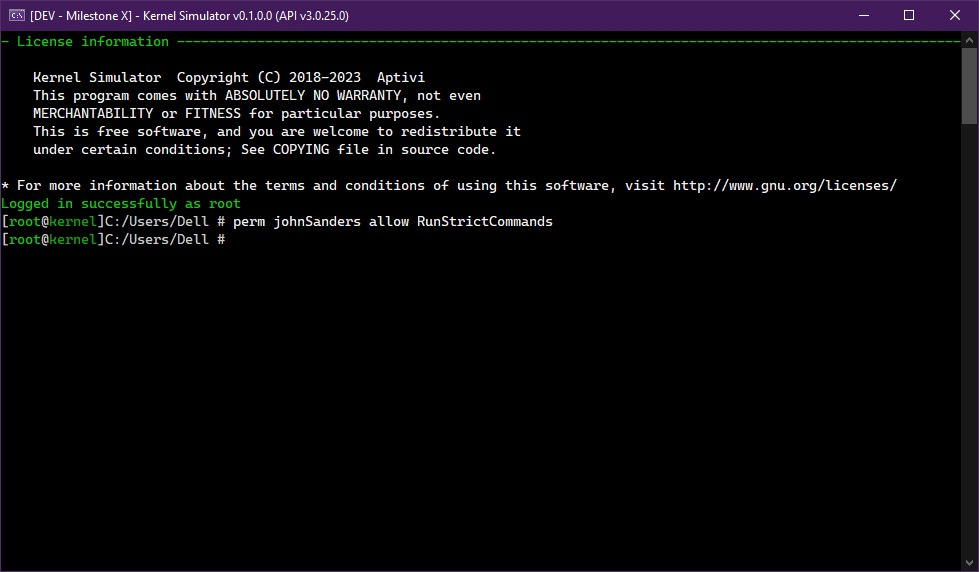 [DEV - Milestone X] - Kernel Simulator v0.1.0.0 (API v3.0.25.0)
- License information ------------------------------------------------------------------------------------------------
Kernel Simulator  Copyright (C) 2018-2023  Aptivi
This program comes with ABSOLUTELY NO WARRANTY, not even
MERCHANTABILITY or FITNESS for particular purposes.
This is free software, and you are welcome to redistribute it
under certain conditions; See COPYING file in source code.
* For more information about the terms and conditions of using this software, visit http://www.gnu.org/licenses/
Logged in successfully as root
[root@kernel]C:/Users/Dell # perm johnSanders allow RunStrictCommands
[root@kernel]C:/Users/Dell #